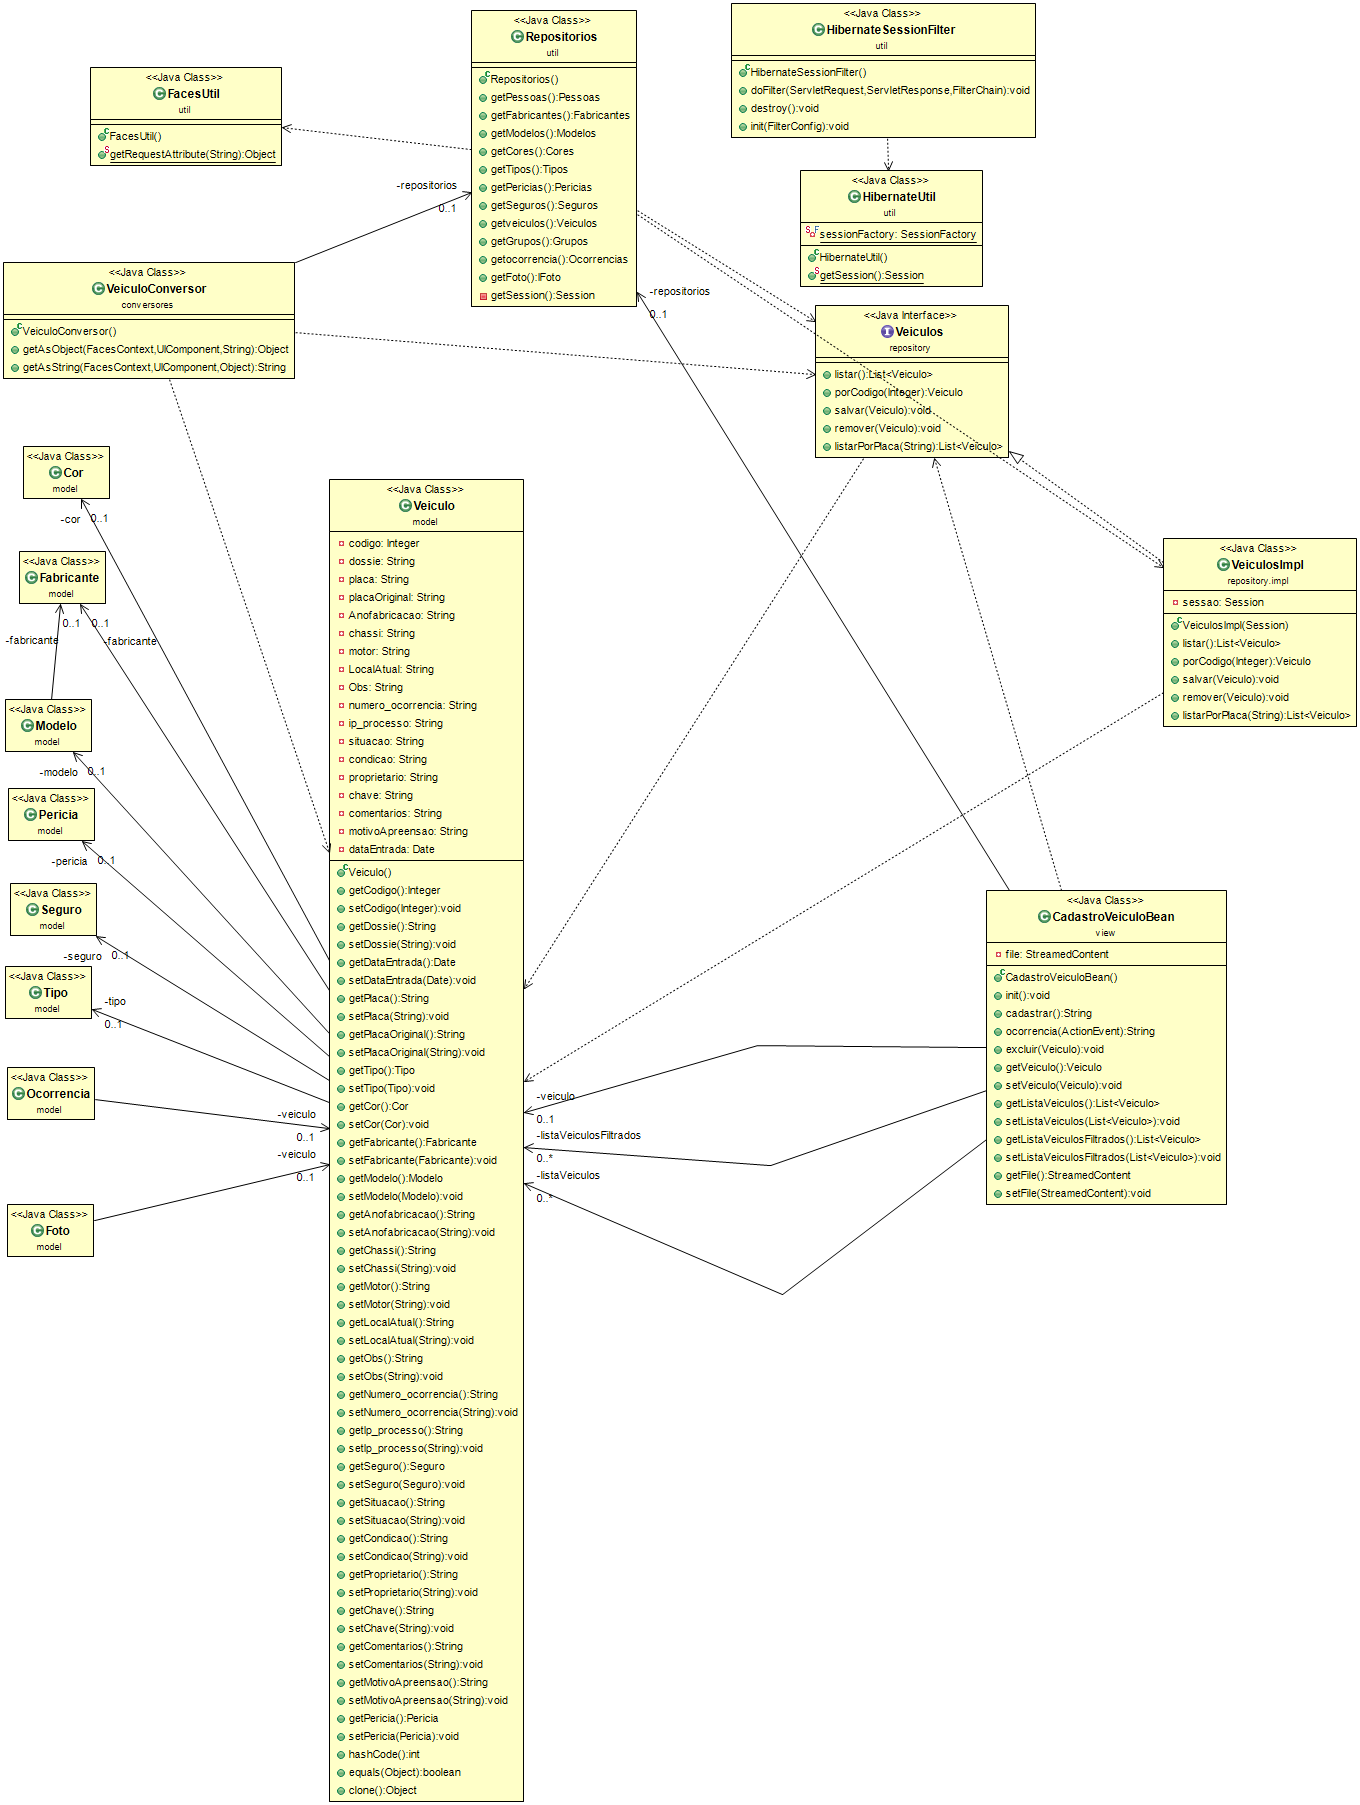 <<Java Class>>
Repositorios
util
Repositorios()
getPessoas():Pessoas
getFabricantes():Fabricantes
getModelos():Modelos
getCores():Cores
getTipos():Tipos
getPericias():Pericias
getSeguros():Seguros
getveiculos():Veiculos
getGrupos():Grupos
getocorrencia():Ocorrencias
getFoto():IFoto
getSession():Session
<<Java Class>>
HibernateSessionFilter
util
HibernateSessionFilter()
doFilter(ServletRequest,ServletResponse,FilterChain):void
destroy():void
init(FilterConfig):void
<<Java Class>>
FacesUtil
util
FacesUtil()
getRequestAttribute(String):Object
<<Java Class>>
HibernateUtil
util
sessionFactory: SessionFactory
HibernateUtil()
getSession():Session
-repositorios
0..1
<<Java Class>>
VeiculoConversor
conversores
VeiculoConversor()
getAsObject(FacesContext,UIComponent,String):Object
getAsString(FacesContext,UIComponent,Object):String
-repositorios
0..1
<<Java Interface>>
Veiculos
repository
listar():List<Veiculo>
porCodigo(Integer):Veiculo
salvar(Veiculo):void
remover(Veiculo):void
listarPorPlaca(String):List<Veiculo>
<<Java Class>>
Cor
model
-cor
0..1
<<Java Class>>
Fabricante
model
0..1
0..1
-fabricante
-fabricante
<<Java Class>>
Modelo
model
-modelo
0..1
<<Java Class>>
Pericia
model
-pericia
0..1
<<Java Class>>
Seguro
model
-seguro
0..1
<<Java Class>>
Tipo
model
-tipo
0..1
<<Java Class>>
Ocorrencia
model
-veiculo
0..1
<<Java Class>>
Foto
model
-veiculo
0..1
<<Java Class>>
Veiculo
model
codigo: Integer
dossie: String
placa: String
placaOriginal: String
Anofabricacao: String
chassi: String
motor: String
LocalAtual: String
Obs: String
numero_ocorrencia: String
ip_processo: String
situacao: String
condicao: String
proprietario: String
chave: String
comentarios: String
motivoApreensao: String
dataEntrada: Date
Veiculo()
getCodigo():Integer
setCodigo(Integer):void
getDossie():String
setDossie(String):void
getDataEntrada():Date
setDataEntrada(Date):void
getPlaca():String
setPlaca(String):void
getPlacaOriginal():String
setPlacaOriginal(String):void
getTipo():Tipo
setTipo(Tipo):void
getCor():Cor
setCor(Cor):void
getFabricante():Fabricante
setFabricante(Fabricante):void
getModelo():Modelo
setModelo(Modelo):void
getAnofabricacao():String
setAnofabricacao(String):void
getChassi():String
setChassi(String):void
getMotor():String
setMotor(String):void
getLocalAtual():String
setLocalAtual(String):void
getObs():String
setObs(String):void
getNumero_ocorrencia():String
setNumero_ocorrencia(String):void
getIp_processo():String
setIp_processo(String):void
getSeguro():Seguro
setSeguro(Seguro):void
getSituacao():String
setSituacao(String):void
getCondicao():String
setCondicao(String):void
getProprietario():String
setProprietario(String):void
getChave():String
setChave(String):void
getComentarios():String
setComentarios(String):void
getMotivoApreensao():String
setMotivoApreensao(String):void
getPericia():Pericia
setPericia(Pericia):void
hashCode():int
equals(Object):boolean
clone():Object
<<Java Class>>
VeiculosImpl
repository.impl
sessao: Session
VeiculosImpl(Session)
listar():List<Veiculo>
porCodigo(Integer):Veiculo
salvar(Veiculo):void
remover(Veiculo):void
listarPorPlaca(String):List<Veiculo>
<<Java Class>>
CadastroVeiculoBean
view
file: StreamedContent
CadastroVeiculoBean()
init():void
cadastrar():String
ocorrencia(ActionEvent):String
excluir(Veiculo):void
getVeiculo():Veiculo
setVeiculo(Veiculo):void
getListaVeiculos():List<Veiculo>
setListaVeiculos(List<Veiculo>):void
getListaVeiculosFiltrados():List<Veiculo>
setListaVeiculosFiltrados(List<Veiculo>):void
getFile():StreamedContent
setFile(StreamedContent):void
-veiculo
0..1
-listaVeiculosFiltrados
0..*
-listaVeiculos
0..*